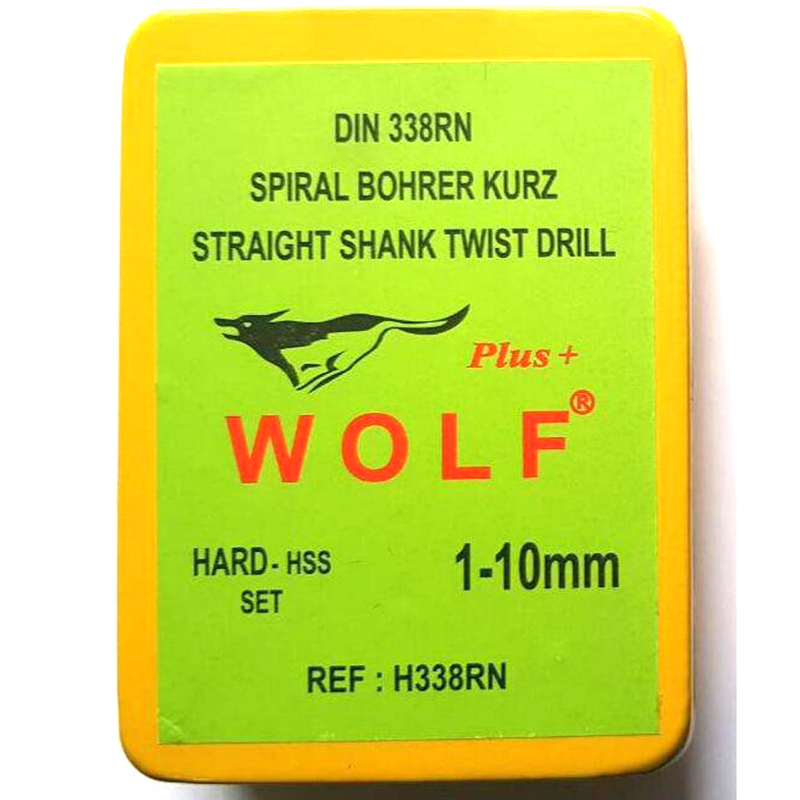 DIN 338RN
SPIRAL BOHRER KURZ
STRAIGHT SHANK TWIST DRILL
Plus +
WOLF®
HARD - HSS
SET
1-10mm
REF : H338RN